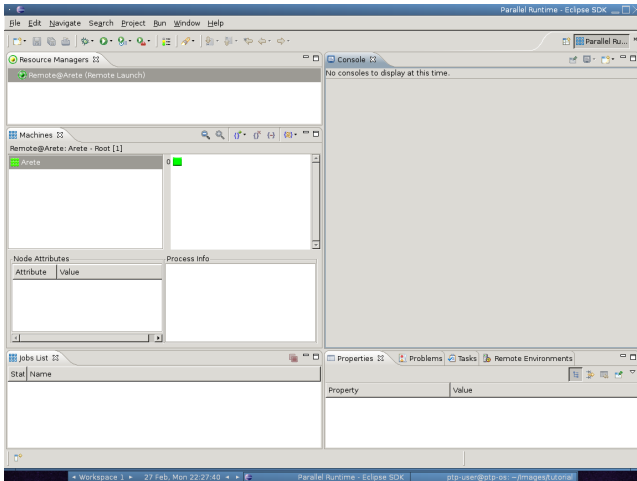 Parallel Runtime - Eclipse SDK
File Edit Navigate Search Project Run Window Help
Parallel Ru...
Resource Managers
Remote@Arete (Remote Launch)
Console
No consoles to display at this time.
Machines
Remote@Arete: Arete - Root [1]
Arete
0
Node Attributes
Attribute Value
Process Info
Jobs List
Stat Name
Properties Problems Tasks Remote Environments
Property Value
Workspace 1 27 Feb, Mon 22:27:40 Parallel Runtime - Eclipse SDK ptp-user@ptp-os: ~/Images/tutorial